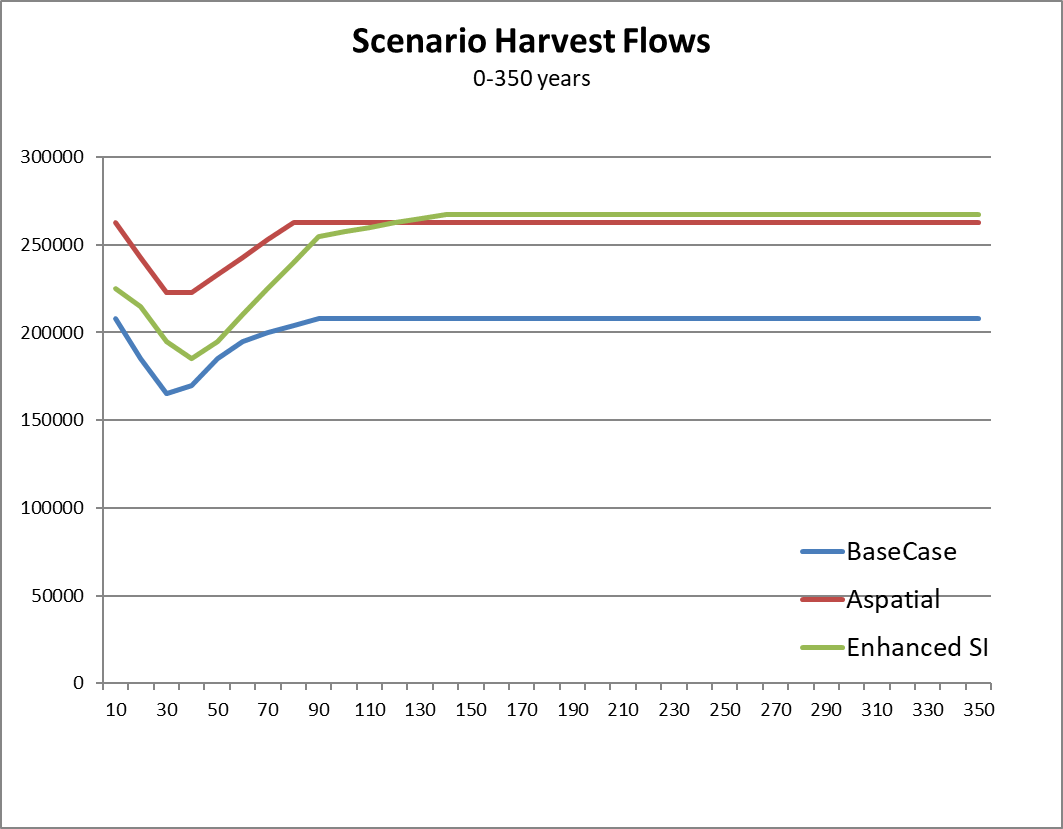 Scenario Harvest Flows
0-350 years
300000
250000
200000
150000
100000
50000
0
BaseCase
Aspatial
Enhanced SI
10 30 50 70 90 110 130 150 170 190 210 230 250 270 290 310 330 350